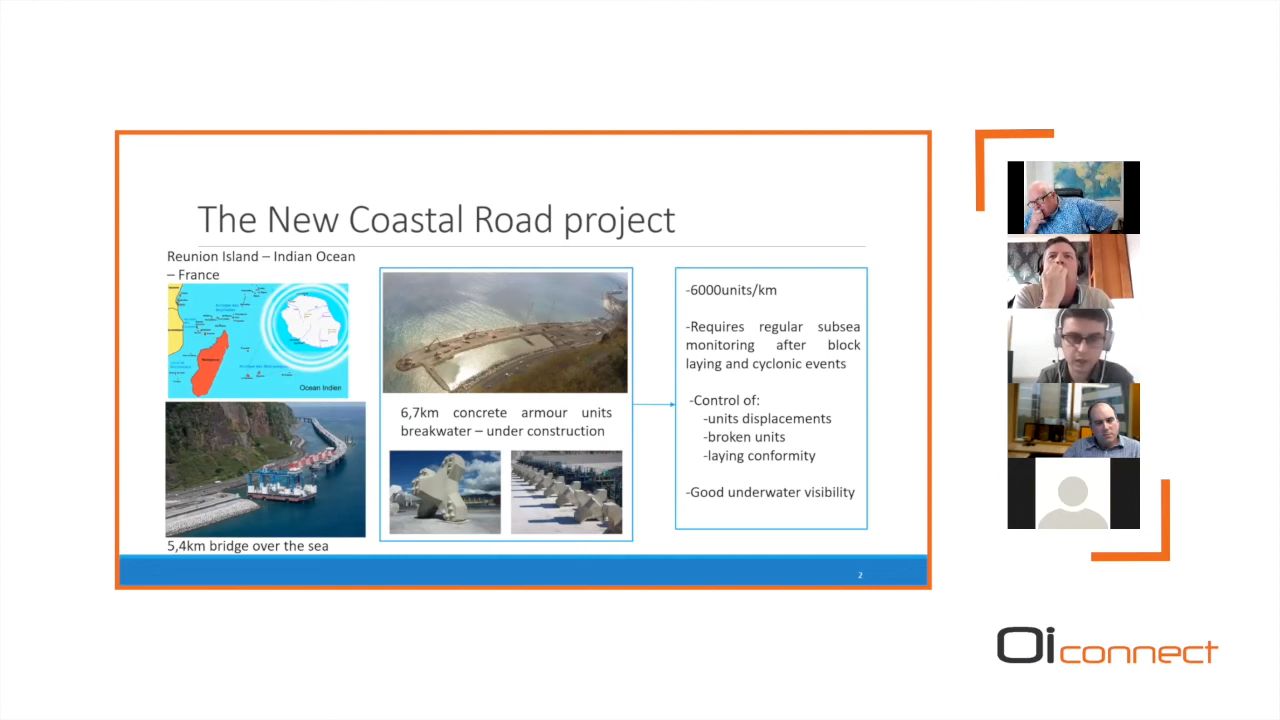 The New Coastal Road project
Reunion Island – Indian Ocean
– France
Ocean Indien
5,4km bridge over the sea
6,7km concrete armour units
breakwater – under construction
-6000units/km
-Requires regular subsea
monitoring after block
laying and cyclonic events
-Control of:
-units displacements
-broken units
-laying conformity
-Good underwater visibility
2
Oi connect